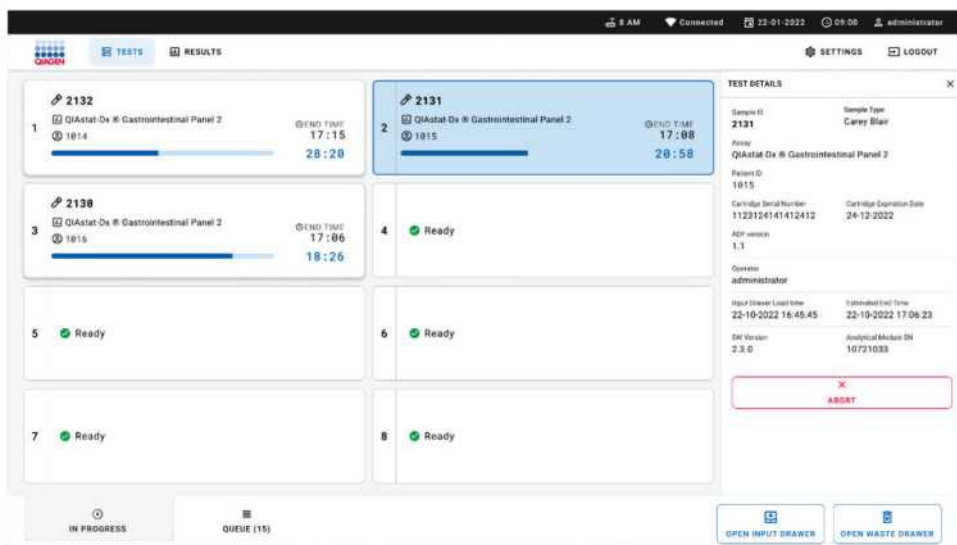 8 AM Connected 22-01-2022 09:00 administrator
QIAGEN TESTS RESULTS SETTINGS LOGOUT
1
2132
QIAstat-Dx ® Gastrointestinal Panel 2
1014
END TIME
17:15
28:20
2
2131
QIAstat-Dx ® Gastrointestinal Panel 2
1015
END TIME
17:08
20:58
3
2130
QIAstat-Dx ® Gastrointestinal Panel 2
1016
END TIME
17:06
18:26
4 Ready
5 Ready
6 Ready
7 Ready
8 Ready
TEST DETAILS
Sample ID Sample Type
2131 Carey Blair
Assay
QIAstat-Dx ® Gastrointestinal Panel 2
Patient ID
1015
Cartridge Serial Number Cartridge Expiration Date
1123124141412412 24-12-2022
ADF version
1.1
Operator
administrator
Input Drawer Load time Estimated End Time
22-10-2022 16:45.45 22-10-2022 17:06:23
SW Version Analytical Module SN
2.3.0 10721033
ABORT
IN PROGRESS QUEUE (15)
OPEN INPUT DRAWER OPEN WASTE DRAWER